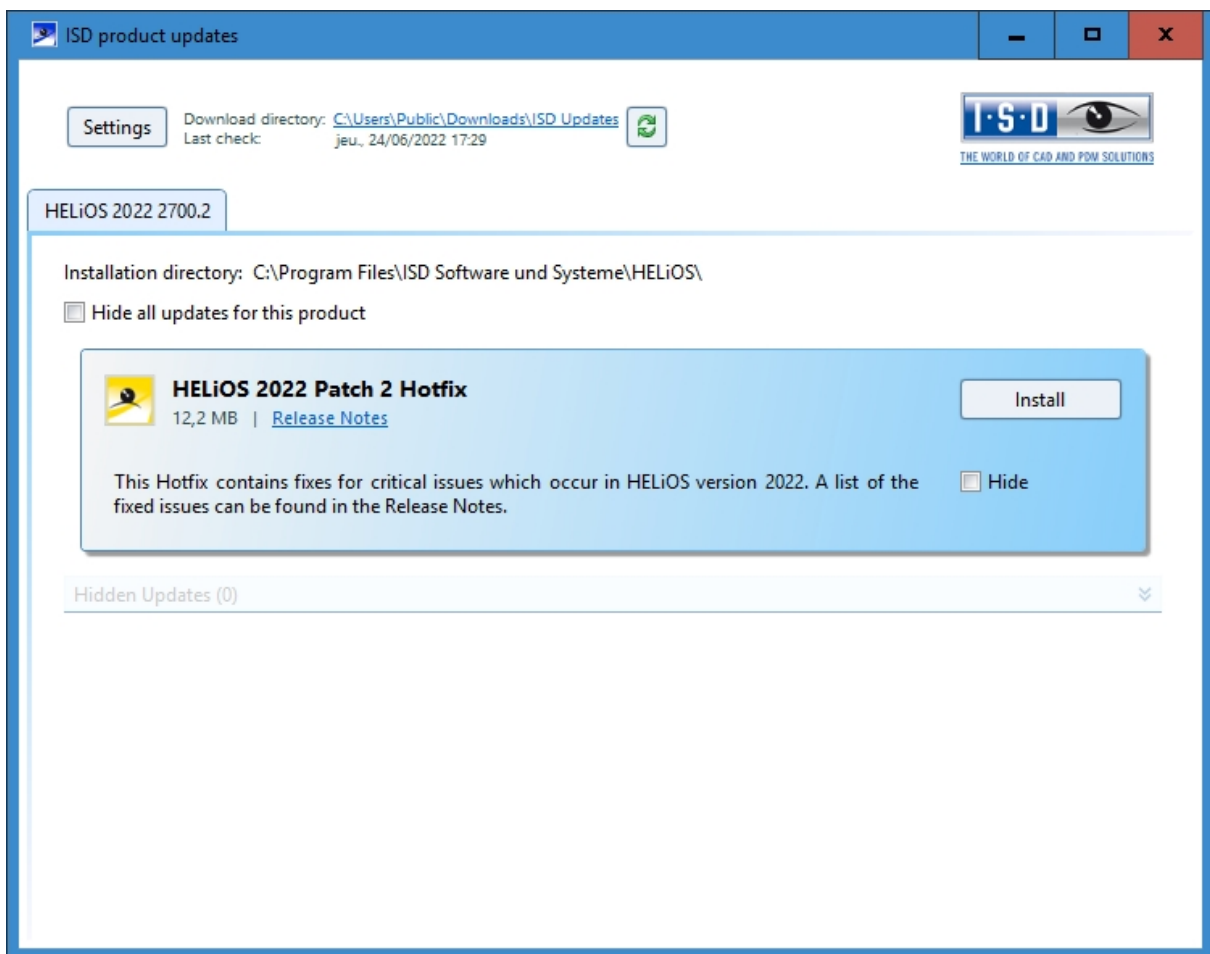 ISD product updates
Settings
Download directory: C:\Users\Public\Downloads\ISD Updates
Last check: jeu., 24/06/2022 17:29
I·S·D
THE WORLD OF CAD AND PDM SOLUTIONS
HELiOS 2022 2700.2
Installation directory: C:\Program Files\ISD Software und Systeme\HELiOS\
Hide all updates for this product
HELiOS 2022 Patch 2 Hotfix
12,2 MB | Release Notes
Install
This Hotfix contains fixes for critical issues which occur in HELiOS version 2022. A list of the
fixed issues can be found in the Release Notes.
Hide
Hidden Updates (0)